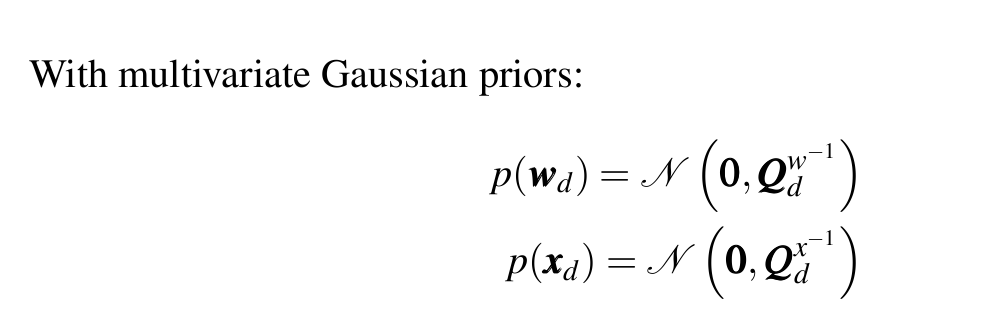 With multivariate Gaussian priors:
p(𝒘_d) = 𝒩 (𝟎, 𝑸_d^{w^{-1}})
p(𝒙_d) = 𝒩 (𝟎, 𝑸_d^{x^{-1}})